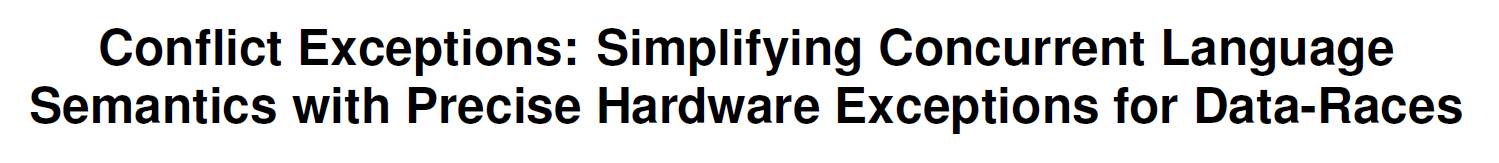 Conflict Exceptions: Simplifying Concurrent Language
Semantics with Precise Hardware Exceptions for Data-Races